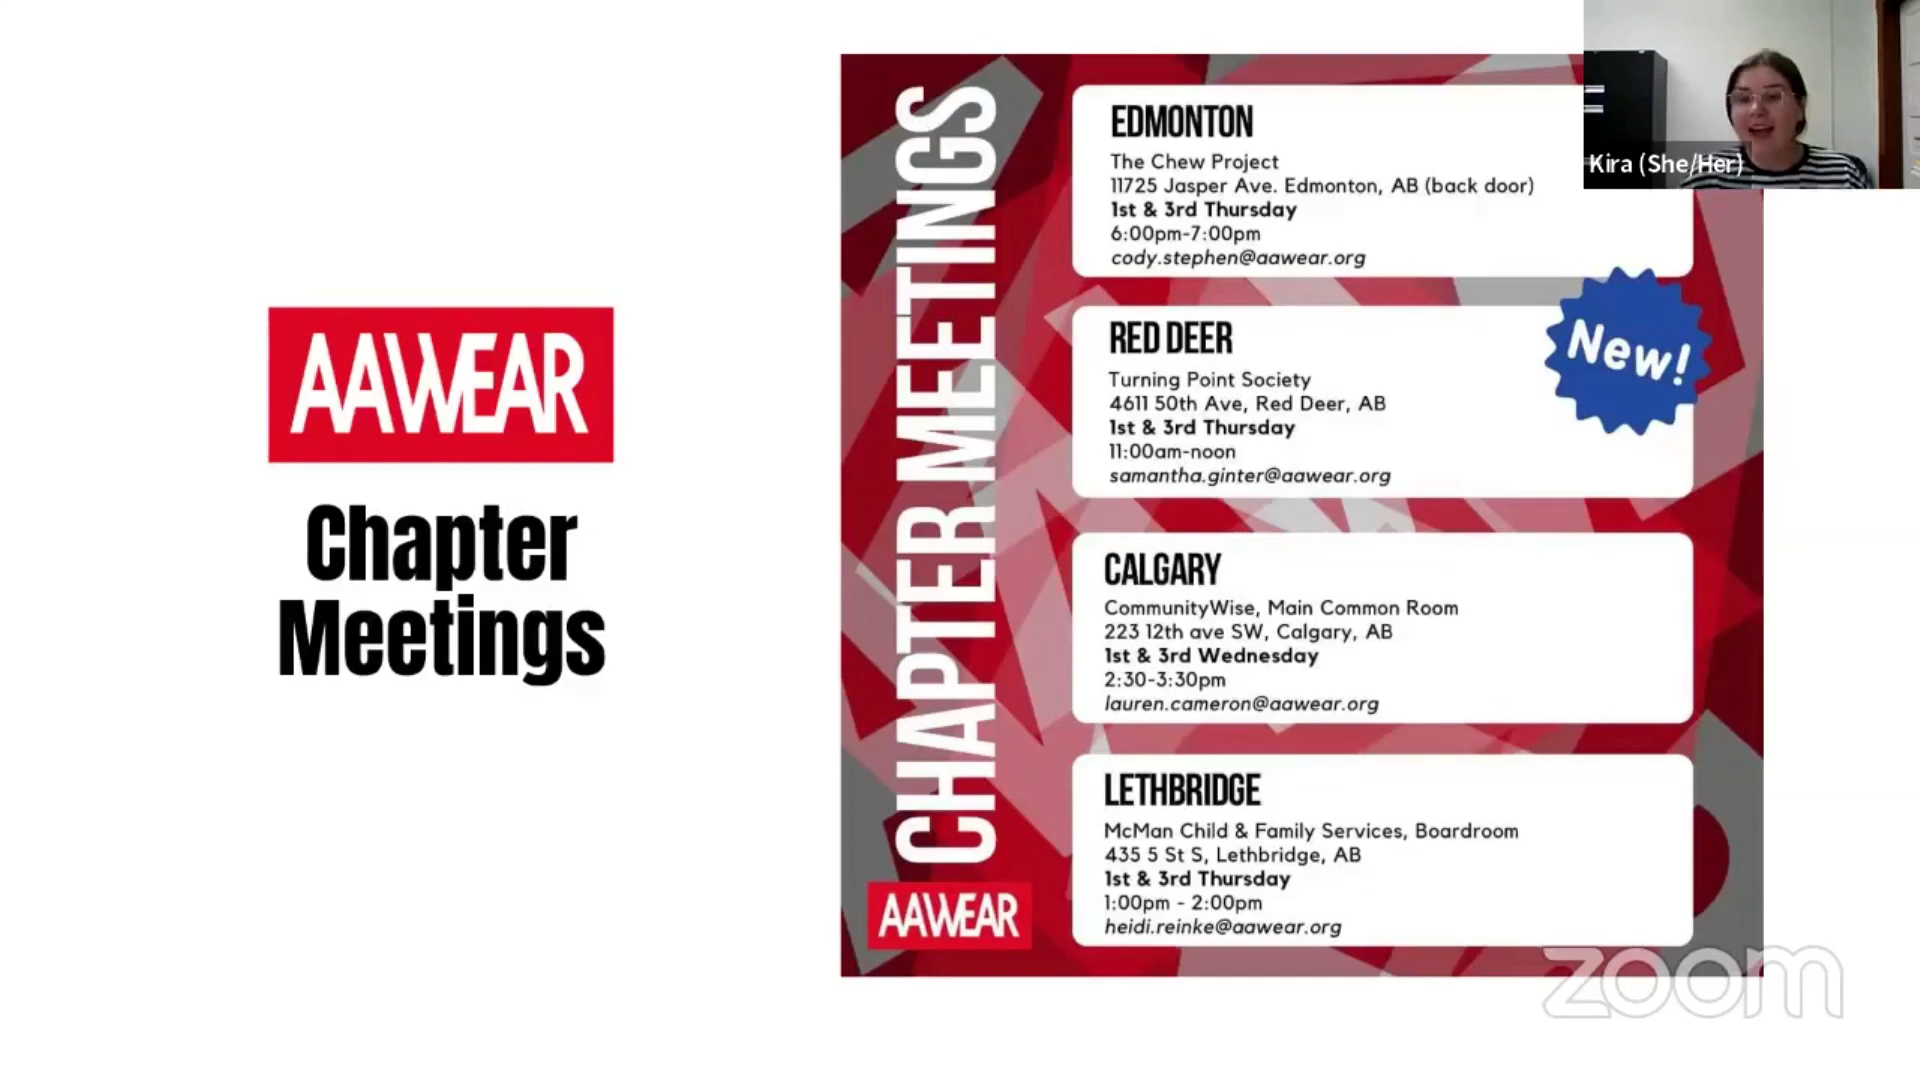 AAWEAR
Chapter
Meetings
CHAPTER MEETINGS
AAWEAR
EDMONTON
The Chew Project
11725 Jasper Ave. Edmonton, AB (back door)
1st & 3rd Thursday
6:00pm-7:00pm
cody.stephen@aawear.org
RED DEER
Turning Point Society
4611 50th Ave, Red Deer, AB
1st & 3rd Thursday
11:00am-noon
samantha.ginter@aawear.org
New!
CALGARY
CommunityWise, Main Common Room
223 12th ave SW, Calgary, AB
1st & 3rd Wednesday
2:30-3:30pm
lauren.cameron@aawear.org
LETHBRIDGE
McMan Child & Family Services, Boardroom
435 5 St S, Lethbridge, AB
1st & 3rd Thursday
1:00pm - 2:00pm
heidi.reinke@aawear.org
Kira (She/Her)
zoom